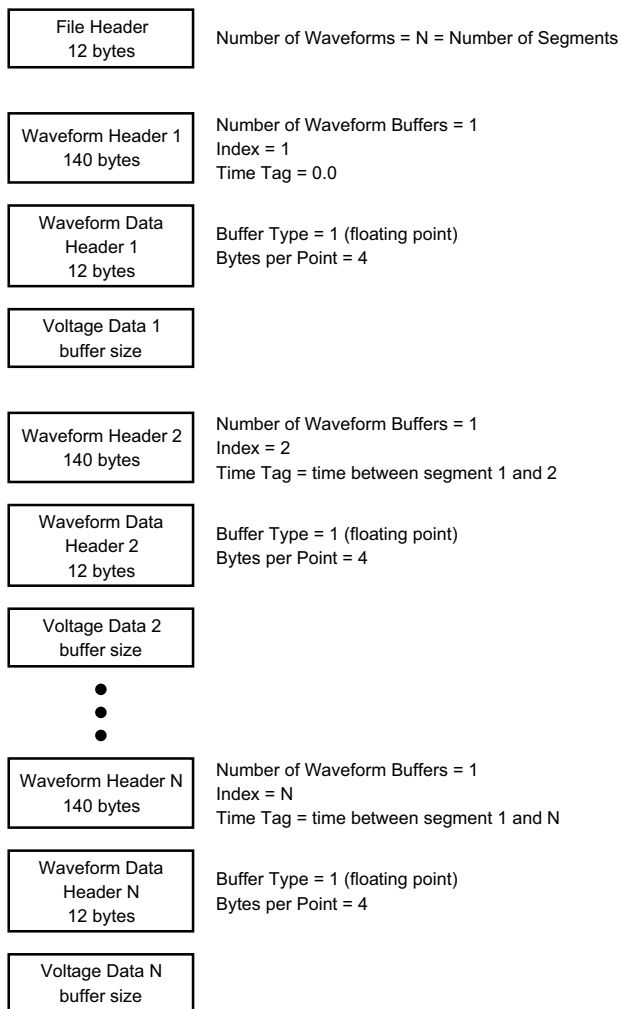 File Header
12 bytes
Number of Waveforms = N = Number of Segments
Waveform Header 1
140 bytes
Number of Waveform Buffers = 1
Index = 1
Time Tag = 0.0
Waveform Data
Header 1
12 bytes
Buffer Type = 1 (floating point)
Bytes per Point = 4
Voltage Data 1
buffer size
Waveform Header 2
140 bytes
Number of Waveform Buffers = 1
Index = 2
Time Tag = time between segment 1 and 2
Waveform Data
Header 2
12 bytes
Buffer Type = 1 (floating point)
Bytes per Point = 4
Voltage Data 2
buffer size
Waveform Header N
140 bytes
Number of Waveform Buffers = 1
Index = N
Time Tag = time between segment 1 and N
Waveform Data
Header N
12 bytes
Buffer Type = 1 (floating point)
Bytes per Point = 4
Voltage Data N
buffer size